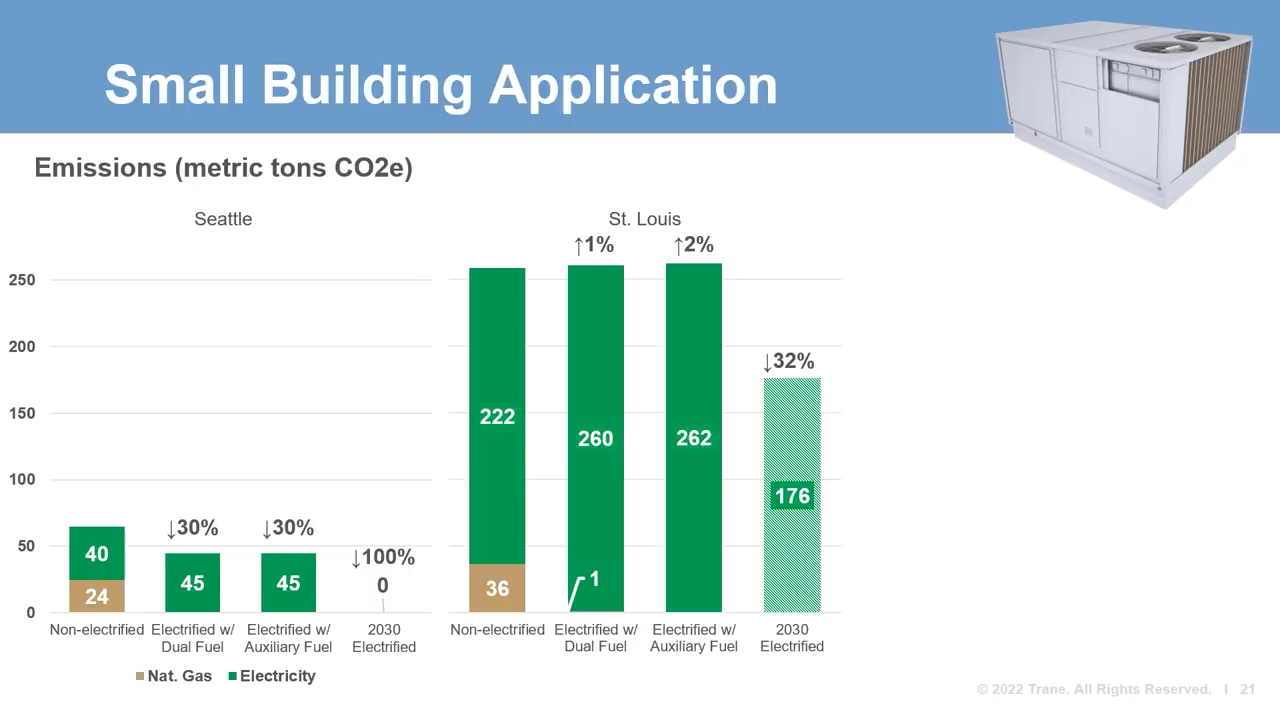 Small Building Application
Emissions (metric tons CO2e)
Seattle
250
200
150
100
50
0
40
24
↓30%
45
↓30%
45
↓100%
0
Non-electrified
Electrified w/
Dual Fuel
Electrified w/
Auxiliary Fuel
2030
Electrified
Nat. Gas
Electricity
St. Louis
222
36
↑1%
260
1
↑2%
262
↓32%
176
Non-electrified
Electrified w/
Dual Fuel
Electrified w/
Auxiliary Fuel
2030
Electrified
© 2022 Trane. All Rights Reserved. I 21